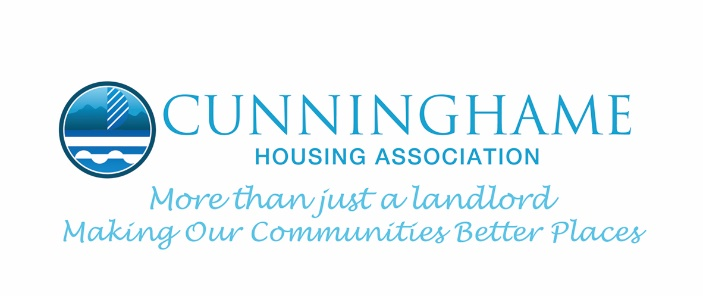 CUNNINGHAME
HOUSING ASSOCIATION
More than just a landlord
Making Our Communities Better Places